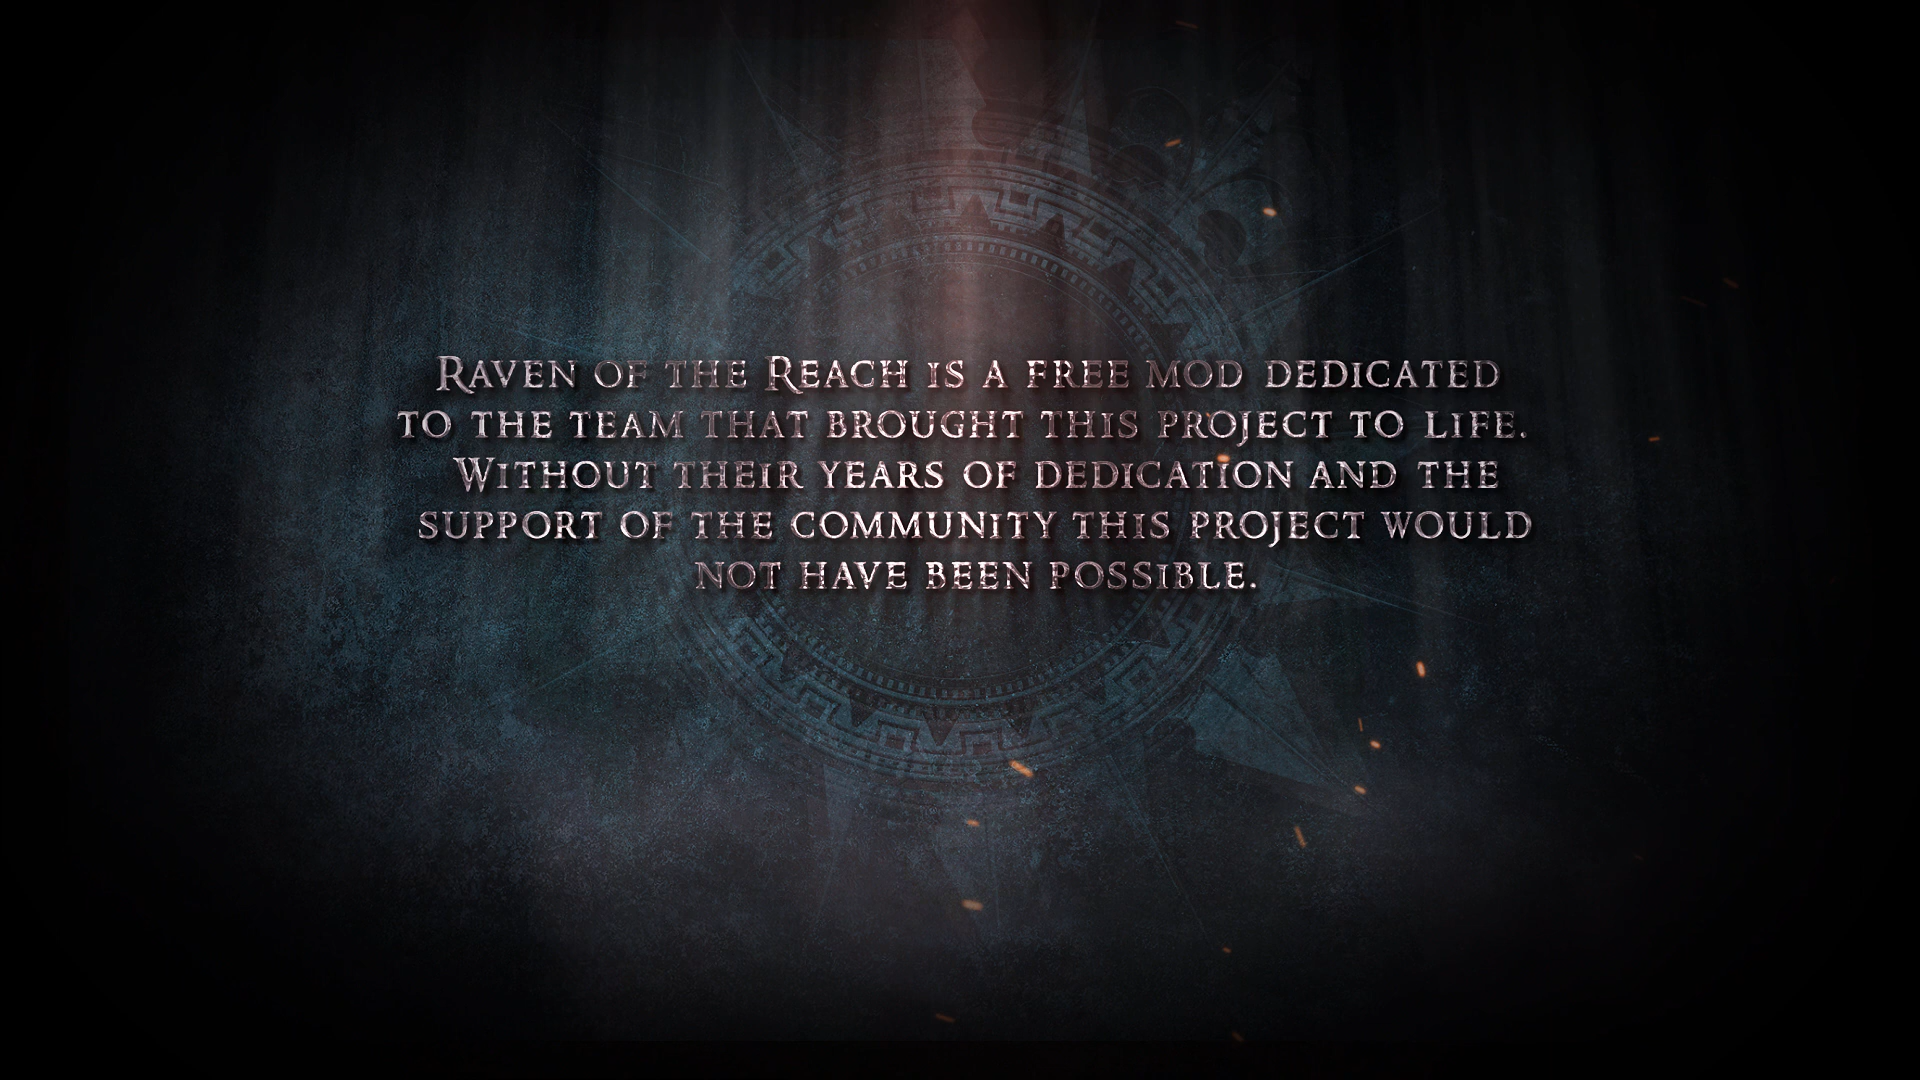 Raven of the Reach is a free mod dedicated
to the team that brought this project to life.
Without their years of dedication and the
support of the community this project would
not have been possible.